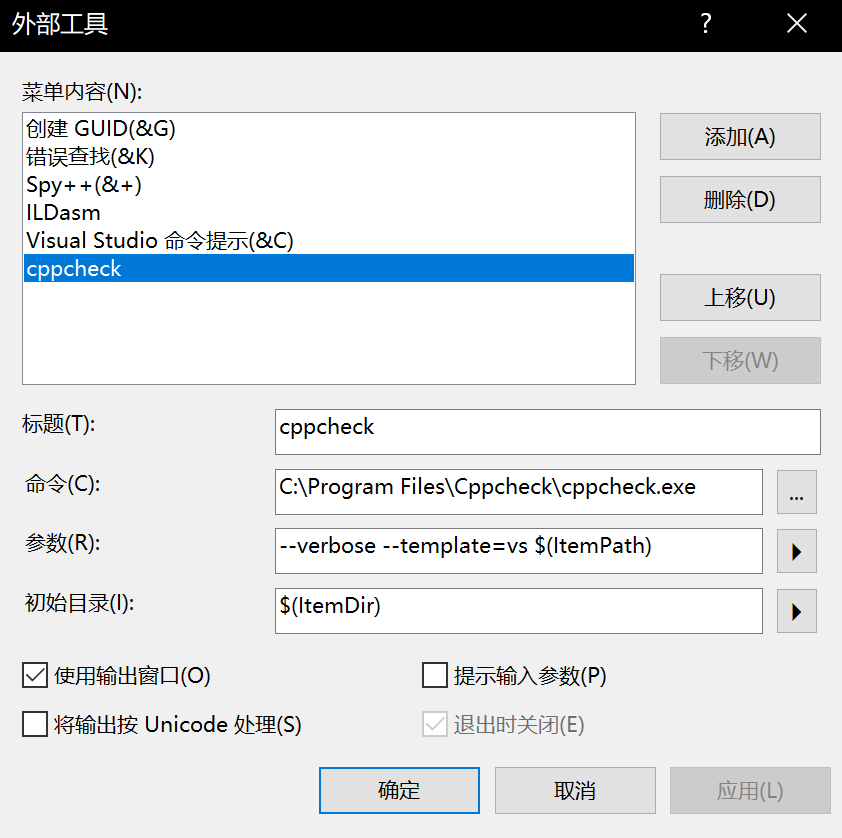 外部工具
?
菜单内容(N):
创建 GUID(&G)
错误查找(&K)
Spy++(&+)
ILDasm
Visual Studio 命令提示(&C)
cppcheck
添加(A)
删除(D)
上移(U)
下移(W)
标题(T):
cppcheck
命令(C):
C:\Program Files\Cppcheck\cppcheck.exe
...
参数(R):
--verbose --template=vs $(ItemPath)
初始目录(I):
$(ItemDir)
使用输出窗口(O)
提示输入参数(P)
将输出按 Unicode 处理(S)
退出时关闭(E)
确定
取消
应用(L)